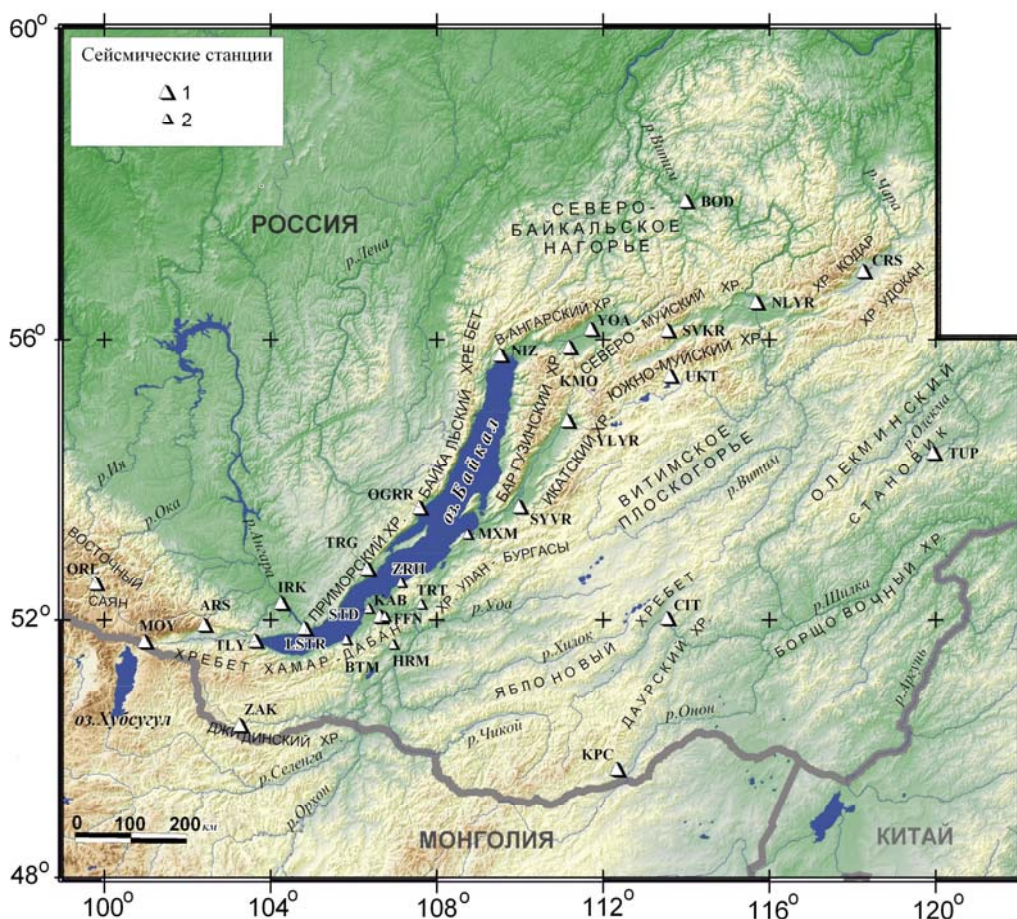 60°
Сейсмические станции
1
2
р.Витим
BOD
р.Чара
РОССИЯ
СЕВЕРО-
БАЙКАЛЬСКОЕ
НАГОРЬЕ
р.Лена
ХР КОДАР
CRS
ХР УДОКАН
NLYR
56°
В-АНГАРСКИЙ ХР.
YOA
СЕВЕРО-МУЙСКИЙ ХР
SVKR
NIZ
KMO
ЮЖНО-МУЙСКИЙ ХР
UKT
БАЙКАЛЬСКИЙ ХРЕБЕТ
оз.Байкал
БАРГУЗИНСКИЙ ХР
ИКАТСКИЙ ХР.
YLYR
ВИТИМСКОЕ
ПЛОСКОГОРЬЕ
р.Витим
ОЛЕКМИНСКИЙ
СТАНОВИК
р.Олекма
TUP
р.Ия
р.Ока
р.Ангара
OGRR
SYVR
MXM
TRG
ПРИМОРСКИЙ ХР
ВОСТОЧНЫЙ
САЯН
ORL
IRK
ZRH
TRT
ХР УЛАН-БУРГАСЫ
KAB
STD
FFN
р.Уда
ЯБЛОНОВЫЙ ХРЕБЕТ
CIT
р.Шилка
БОРЩОВОЧНЫЙ ХР.
52°
ARS
MOY
TLY
LSTR
BTM
HRM
ХРЕБЕТ ХАМАР-ДАБАН
р.Хилок
ДАУРСКИЙ ХР.
р.Аргунь
оз.Хубсугул
ZAK
ДЖИДИНСКИЙ ХР.
р.Чикой
р.Онон
р.Селенга
KPC
р.Орхон
0 100 200 км
МОНГОЛИЯ
КИТАЙ
48°
100° 104° 108° 112° 116° 120°